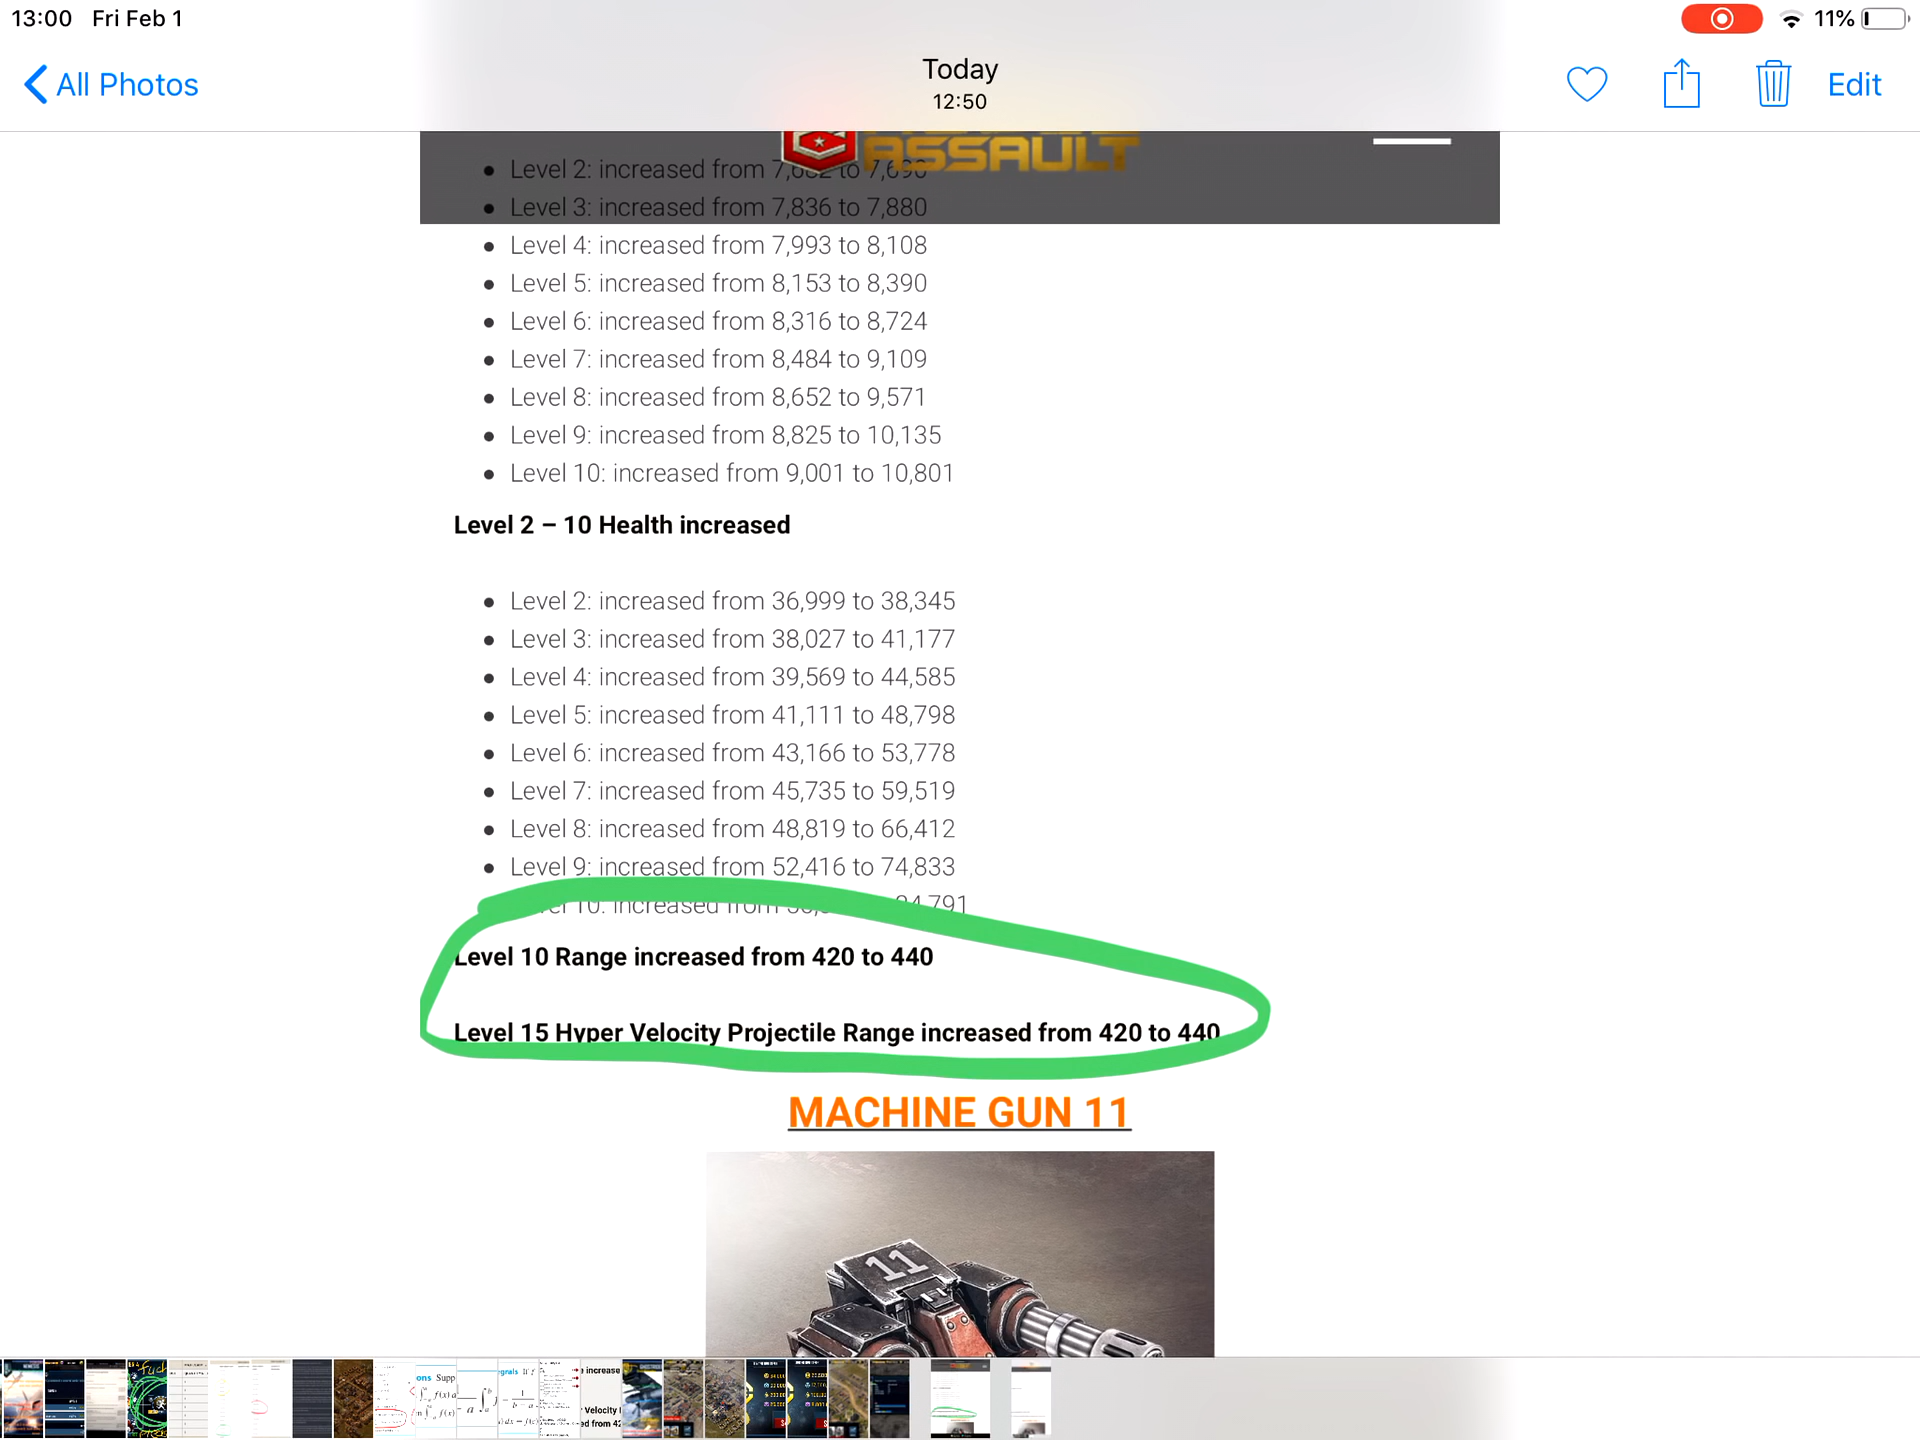 13:00 Fri Feb 1
11%
All Photos
Today
12:50
Edit
ASSAULT
Level 2: increased from 7,682 to 7,690
Level 3: increased from 7,836 to 7,880
Level 4: increased from 7,993 to 8,108
Level 5: increased from 8,153 to 8,390
Level 6: increased from 8,316 to 8,724
Level 7: increased from 8,484 to 9,109
Level 8: increased from 8,652 to 9,571
Level 9: increased from 8,825 to 10,135
Level 10: increased from 9,001 to 10,801
Level 2 – 10 Health increased
Level 2: increased from 36,999 to 38,345
Level 3: increased from 38,027 to 41,177
Level 4: increased from 39,569 to 44,585
Level 5: increased from 41,111 to 48,798
Level 6: increased from 43,166 to 53,778
Level 7: increased from 45,735 to 59,519
Level 8: increased from 48,819 to 66,412
Level 9: increased from 52,416 to 74,833
10: increased from
Level 10 Range increased from 420 to 440
Level 15 Hyper Velocity Projectile Range increased from 420 to 440
MACHINE GUN 11
11